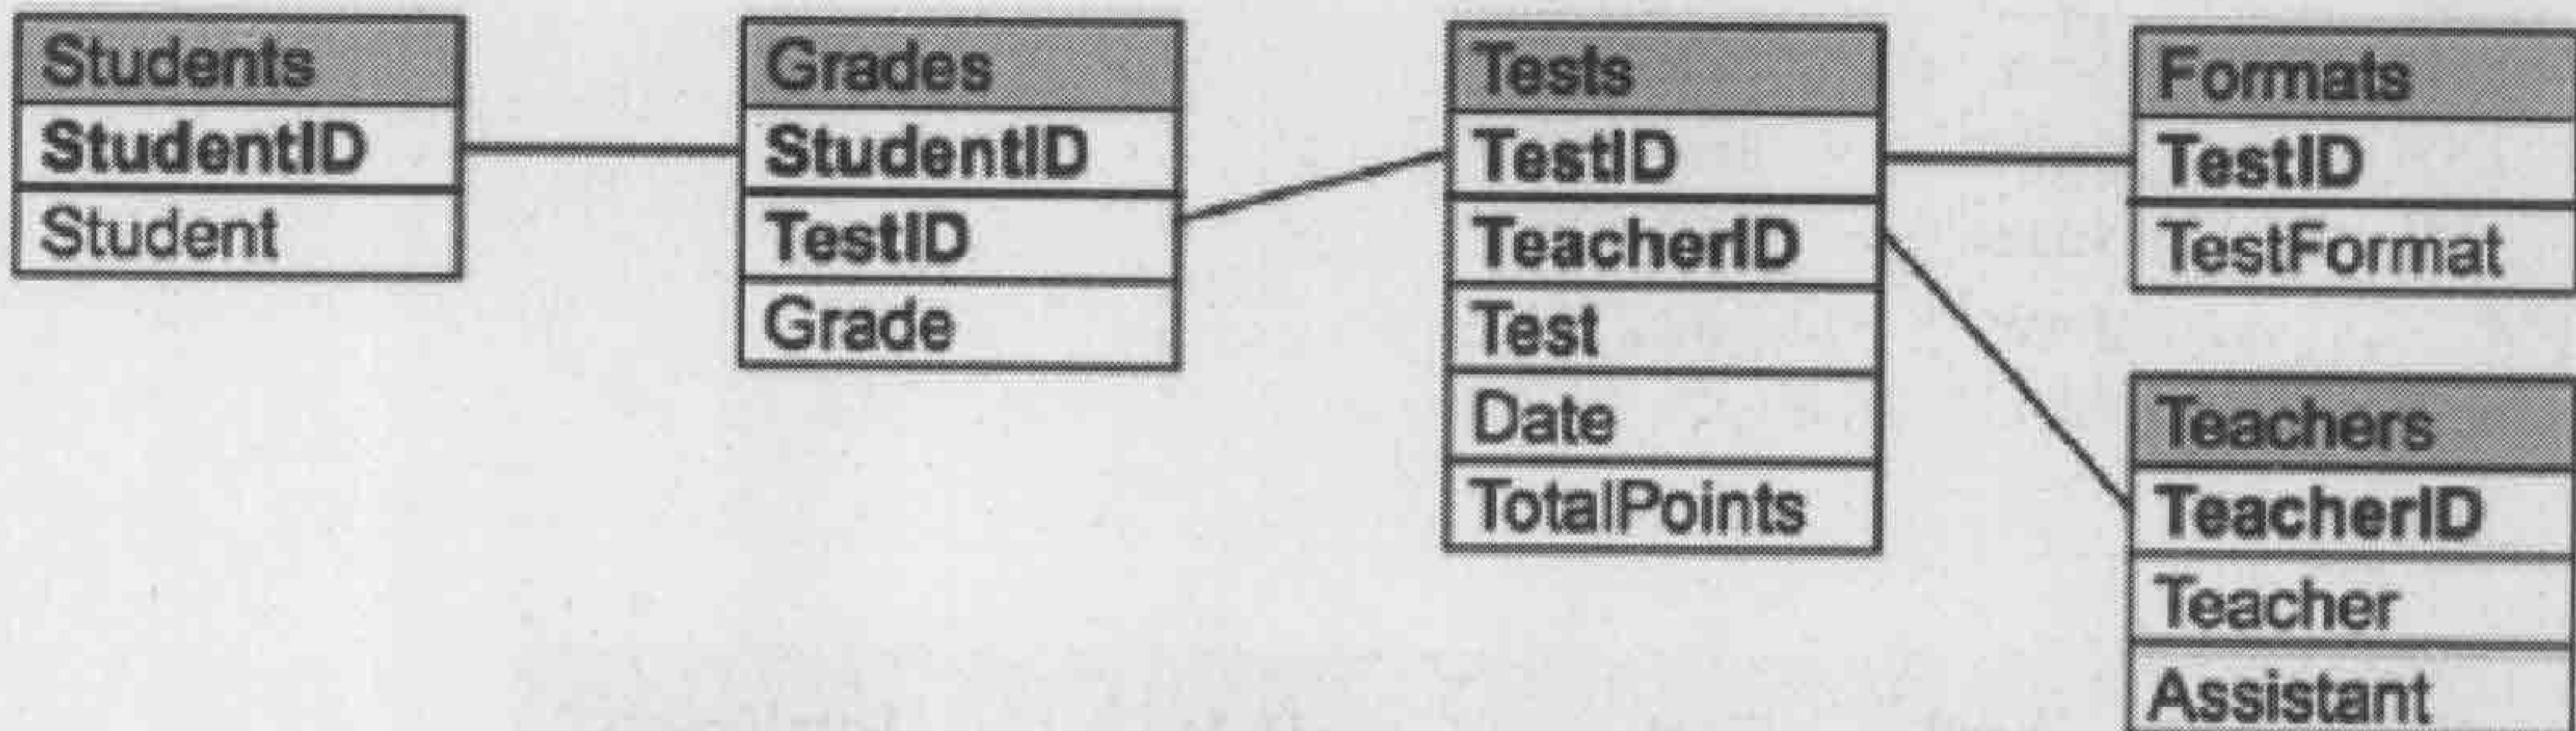 Students
StudentID
Student
Grades
StudentID
TestID
Grade
Tests
TestID
TeacherID
Test
Date
TotalPoints
Formats
TestID
TestFormat
Teachers
TeacherID
Teacher
Assistant